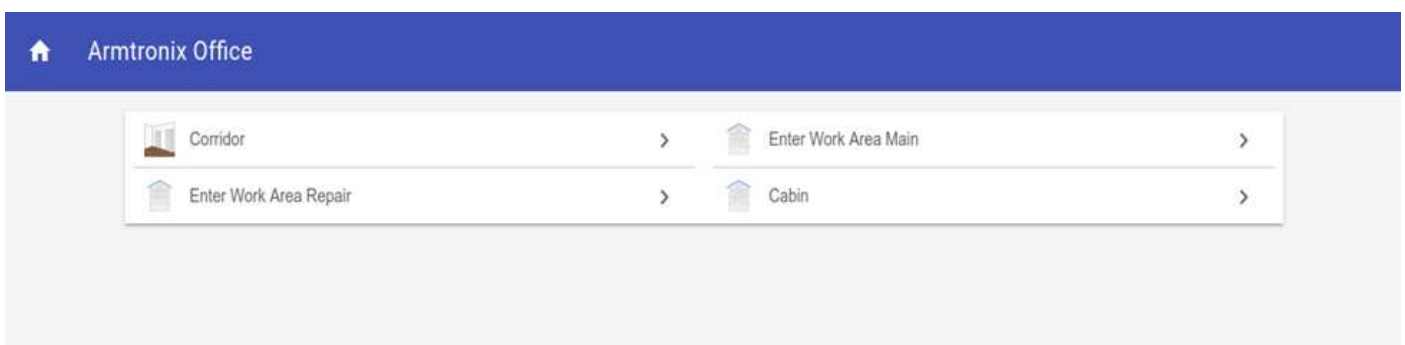 Armtronix Office
Corridor
Enter Work Area Main
Enter Work Area Repair
Cabin